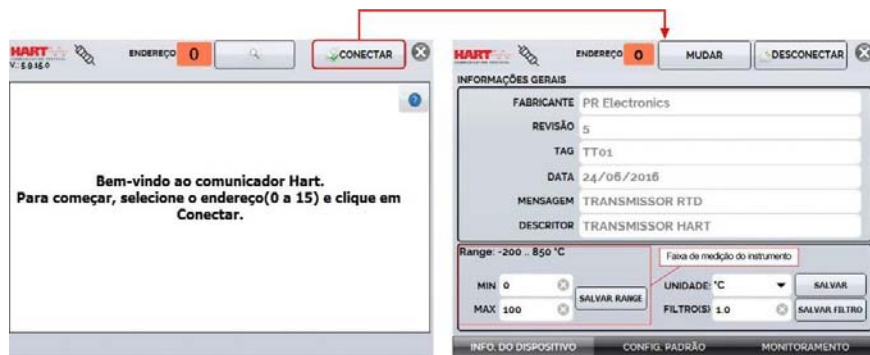 HART
V.: 5.9.15.0
ENDEREÇO 0
CONECTAR
Bem-vindo ao comunicador Hart.
Para começar, selecione o endereço(0 a 15) e clique em
Conectar.
HART
ENDEREÇO 0
MUDAR
DESCONECTAR
INFORMAÇÕES GERAIS
FABRICANTE PR Electronics
REVISÃO 5
TAG TT01
DATA 24/06/2016
MENSAGEM TRANSMISSOR RTD
DESCRITOR TRANSMISSOR HART
Range: -200 .. 850 °C
Faixa de medição do instrumento
MIN 0
MAX 100
SALVAR RANGE
UNIDADE: °C
SALVAR
FILTRO(S) 1.0
SALVAR FILTRO
INFO. DO DISPOSITIVO
CONFIG. PADRÃO
MONITORAMENTO